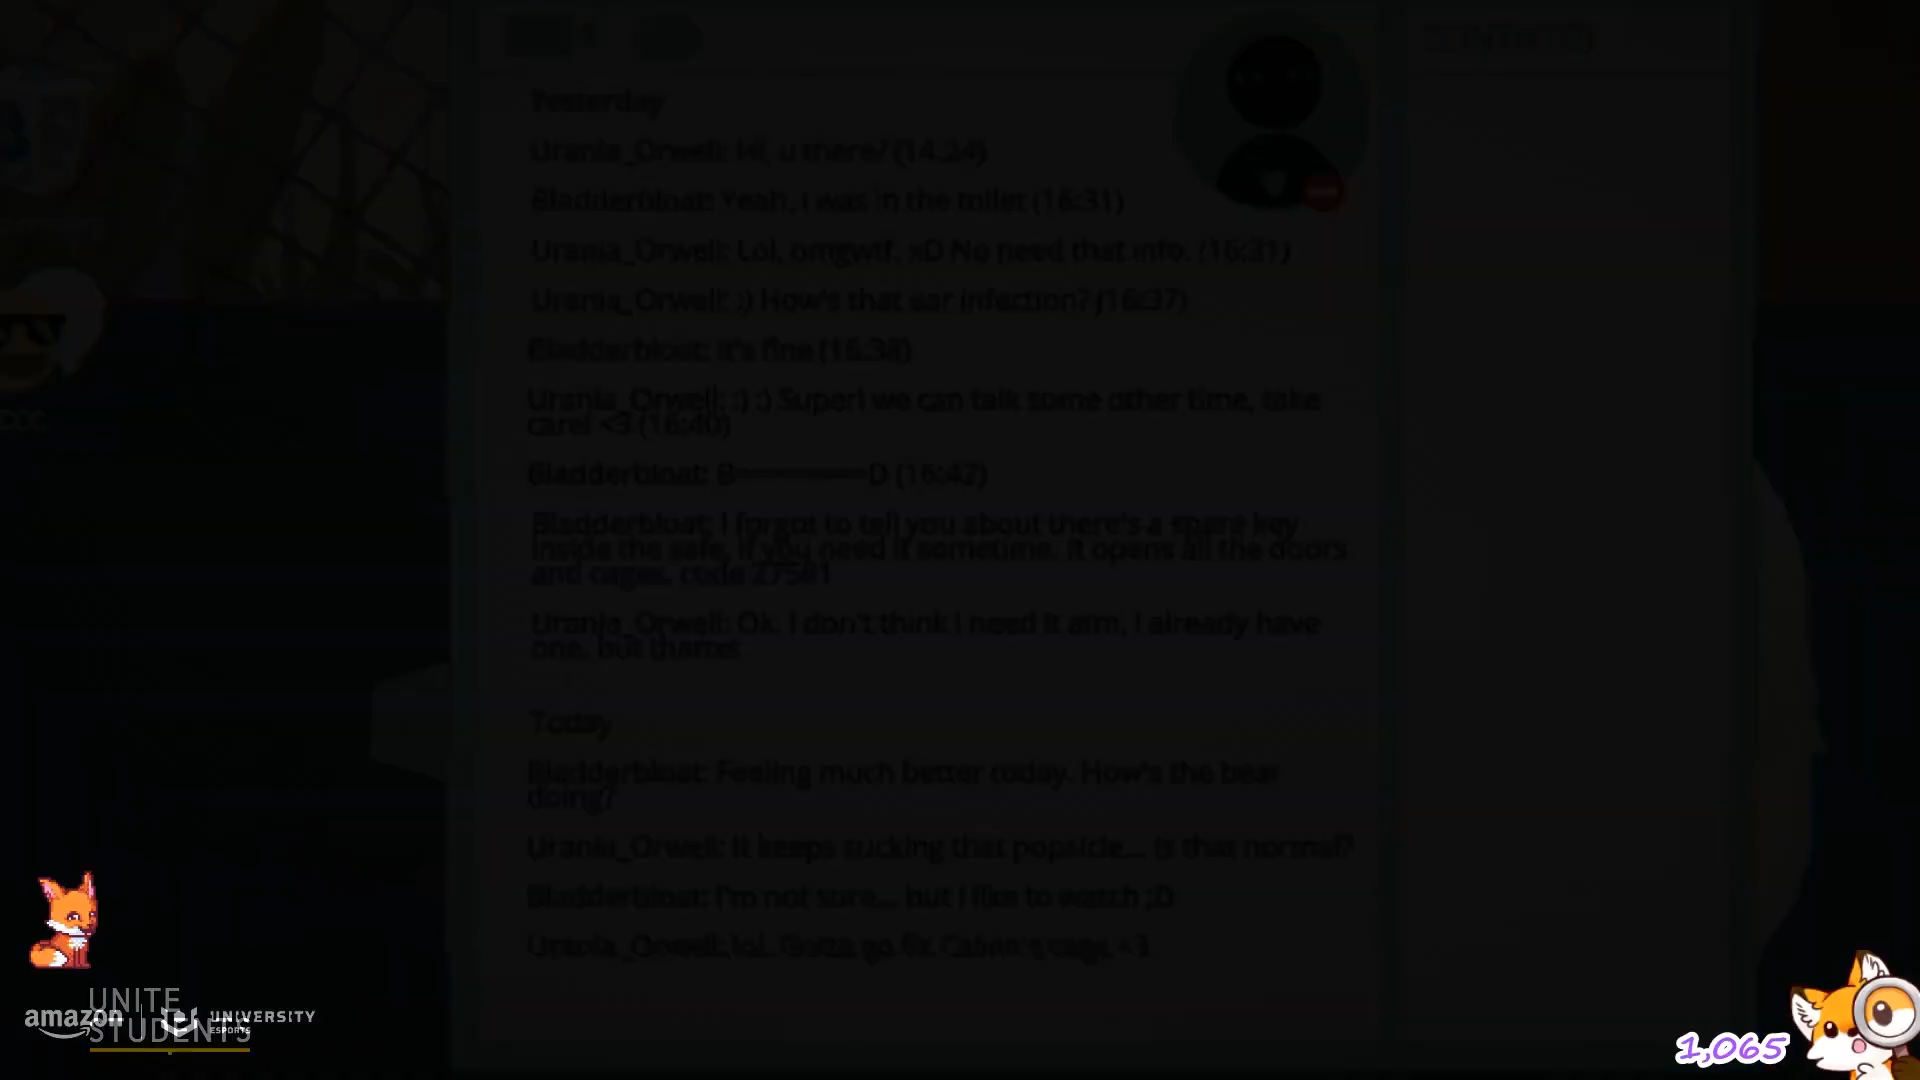 Yesterday
Urania_Orwell: Hi, u there? (14:24)
Bladderbloat: Yeah, I was in the toilet (16:31)
Urania_Orwell: Lol, omgwtf, xD No need that info. (16:31)
Urania_Orwell: ;) How's that ear infection? (16:37)
Bladderbloat: It's fine (16:38)
Urania_Orwell: :) :) Super! we can talk some other time, take
care! <3 (16:40)
Bladderbloat: B=======D (16:42)
Bladderbloat: I forgot to tell you about there's a spare key
inside the safe, if you need it sometime. It opens all the doors
and cages. code
Urania_Orwell: Ok, I don't think I need it atm, I already have
one, but thanks
Today
Bladderbloat: Feeling much better today. How's the bear
doing?
Urania_Orwell: It keeps sucking that popsicle... Is that normal?
Bladderbloat: I'm not sure... but I like to watch ;D
Urania_Orwell: lol. Gotta go fix cage <3
UNITE
STUDENTS
amazon
UNIVERSITY
ESPORTS
1,065